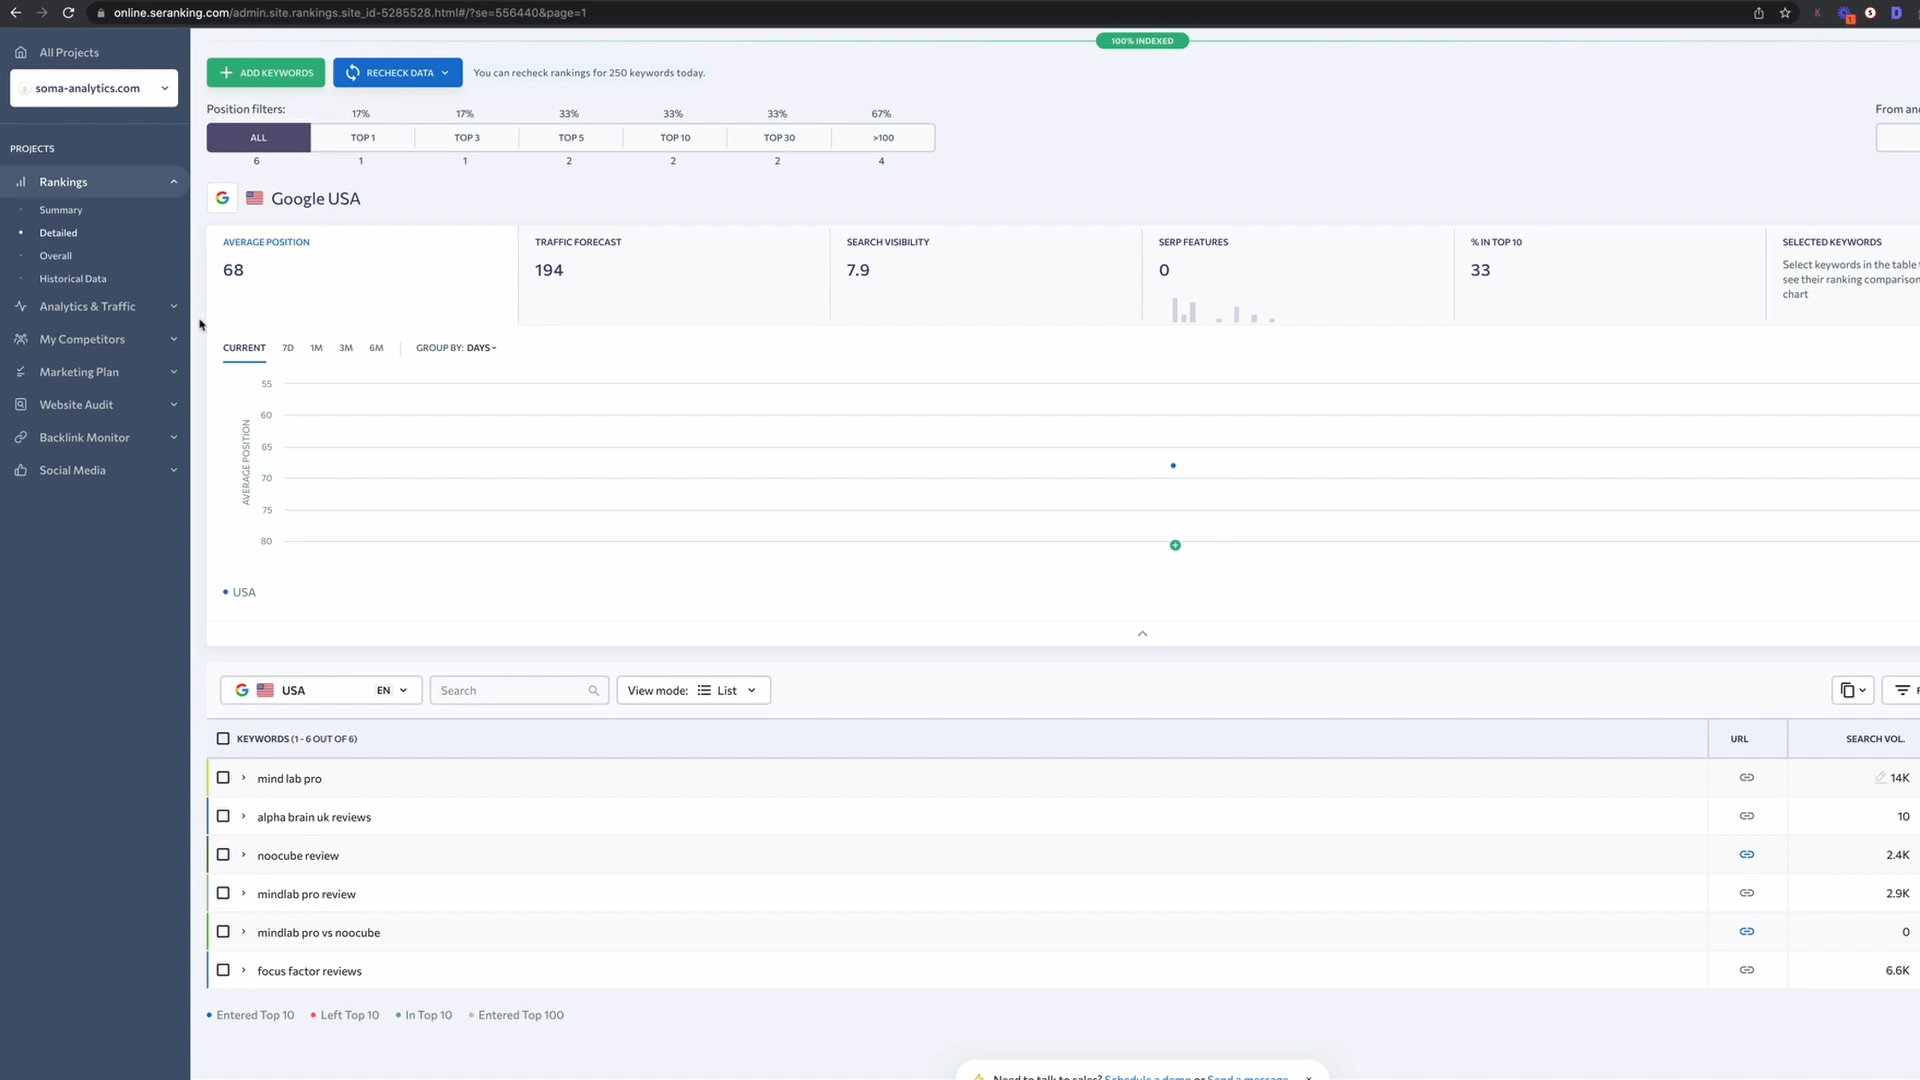 online.seranking.com/admin.site.rankings.site_id-5285528.html#/?se=556440&page=1
All Projects
soma-analytics.com
PROJECTS
Rankings
Summary
Detailed
Overall
Historical Data
Analytics & Traffic
My Competitors
Marketing Plan
Website Audit
Backlink Monitor
Social Media
100% INDEXED
ADD KEYWORDS
RECHECK DATA
You can recheck rankings for 250 keywords today.
Position filters:
17% 17% 33% 33% 33% 67%
ALL TOP 1 TOP 3 TOP 5 TOP 10 TOP 30 >100
6 1 1 2 2 2 4
From an
Google USA
AVERAGE POSITION
68
TRAFFIC FORECAST
194
SEARCH VISIBILITY
7.9
SERP FEATURES
0
% IN TOP 10
33
SELECTED KEYWORDS
Select keywords in the table
see their ranking comparison
chart
CURRENT 7D 1M 3M 6M GROUP BY: DAYS
AVERAGE POSITION
55
60
65
70
75
80
USA
USA EN
Search
View mode: List
KEYWORDS (1 - 6 OUT OF 6) URL SEARCH VOL.
mind lab pro 14K
alpha brain uk reviews 10
noocube review 2.4K
mindlab pro review 2.9K
mindlab pro vs noocube 0
focus factor reviews 6.6K
Entered Top 10 Left Top 10 In Top 10 Entered Top 100
Need to talk to sales? Schedule a demo or Send a message